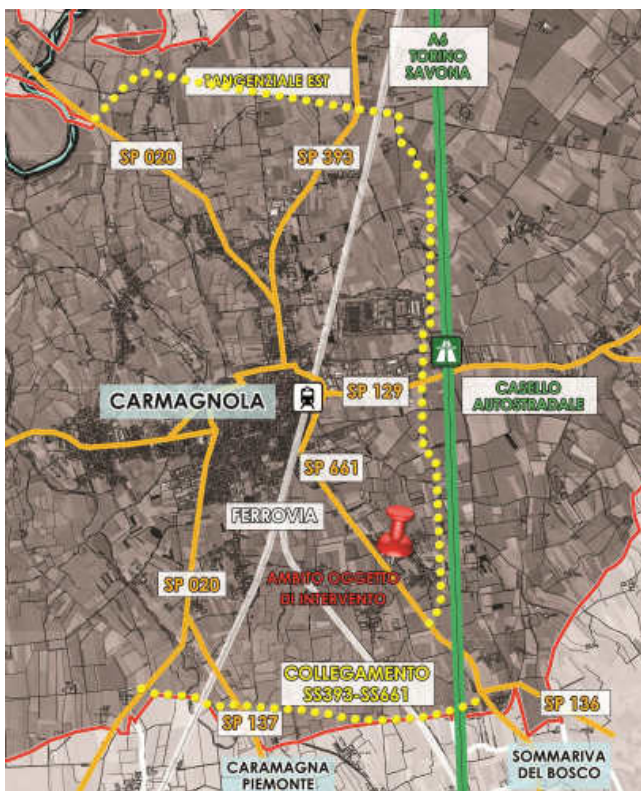 A6
TORINO
SAVONA
TANGENZIALE EST
SP 020
SP 393
CASELLO
AUTOSTRADALE
SP 129
CARMAGNOLA
SP 661
FERROVIA
AMBITO OGGETTO
DI INTERVENTO
SP 020
COLLEGAMENTO
SS393-SS661
SP 136
SP 137
SOMMARIVA
DEL BOSCO
CARAMAGNA
PIEMONTE